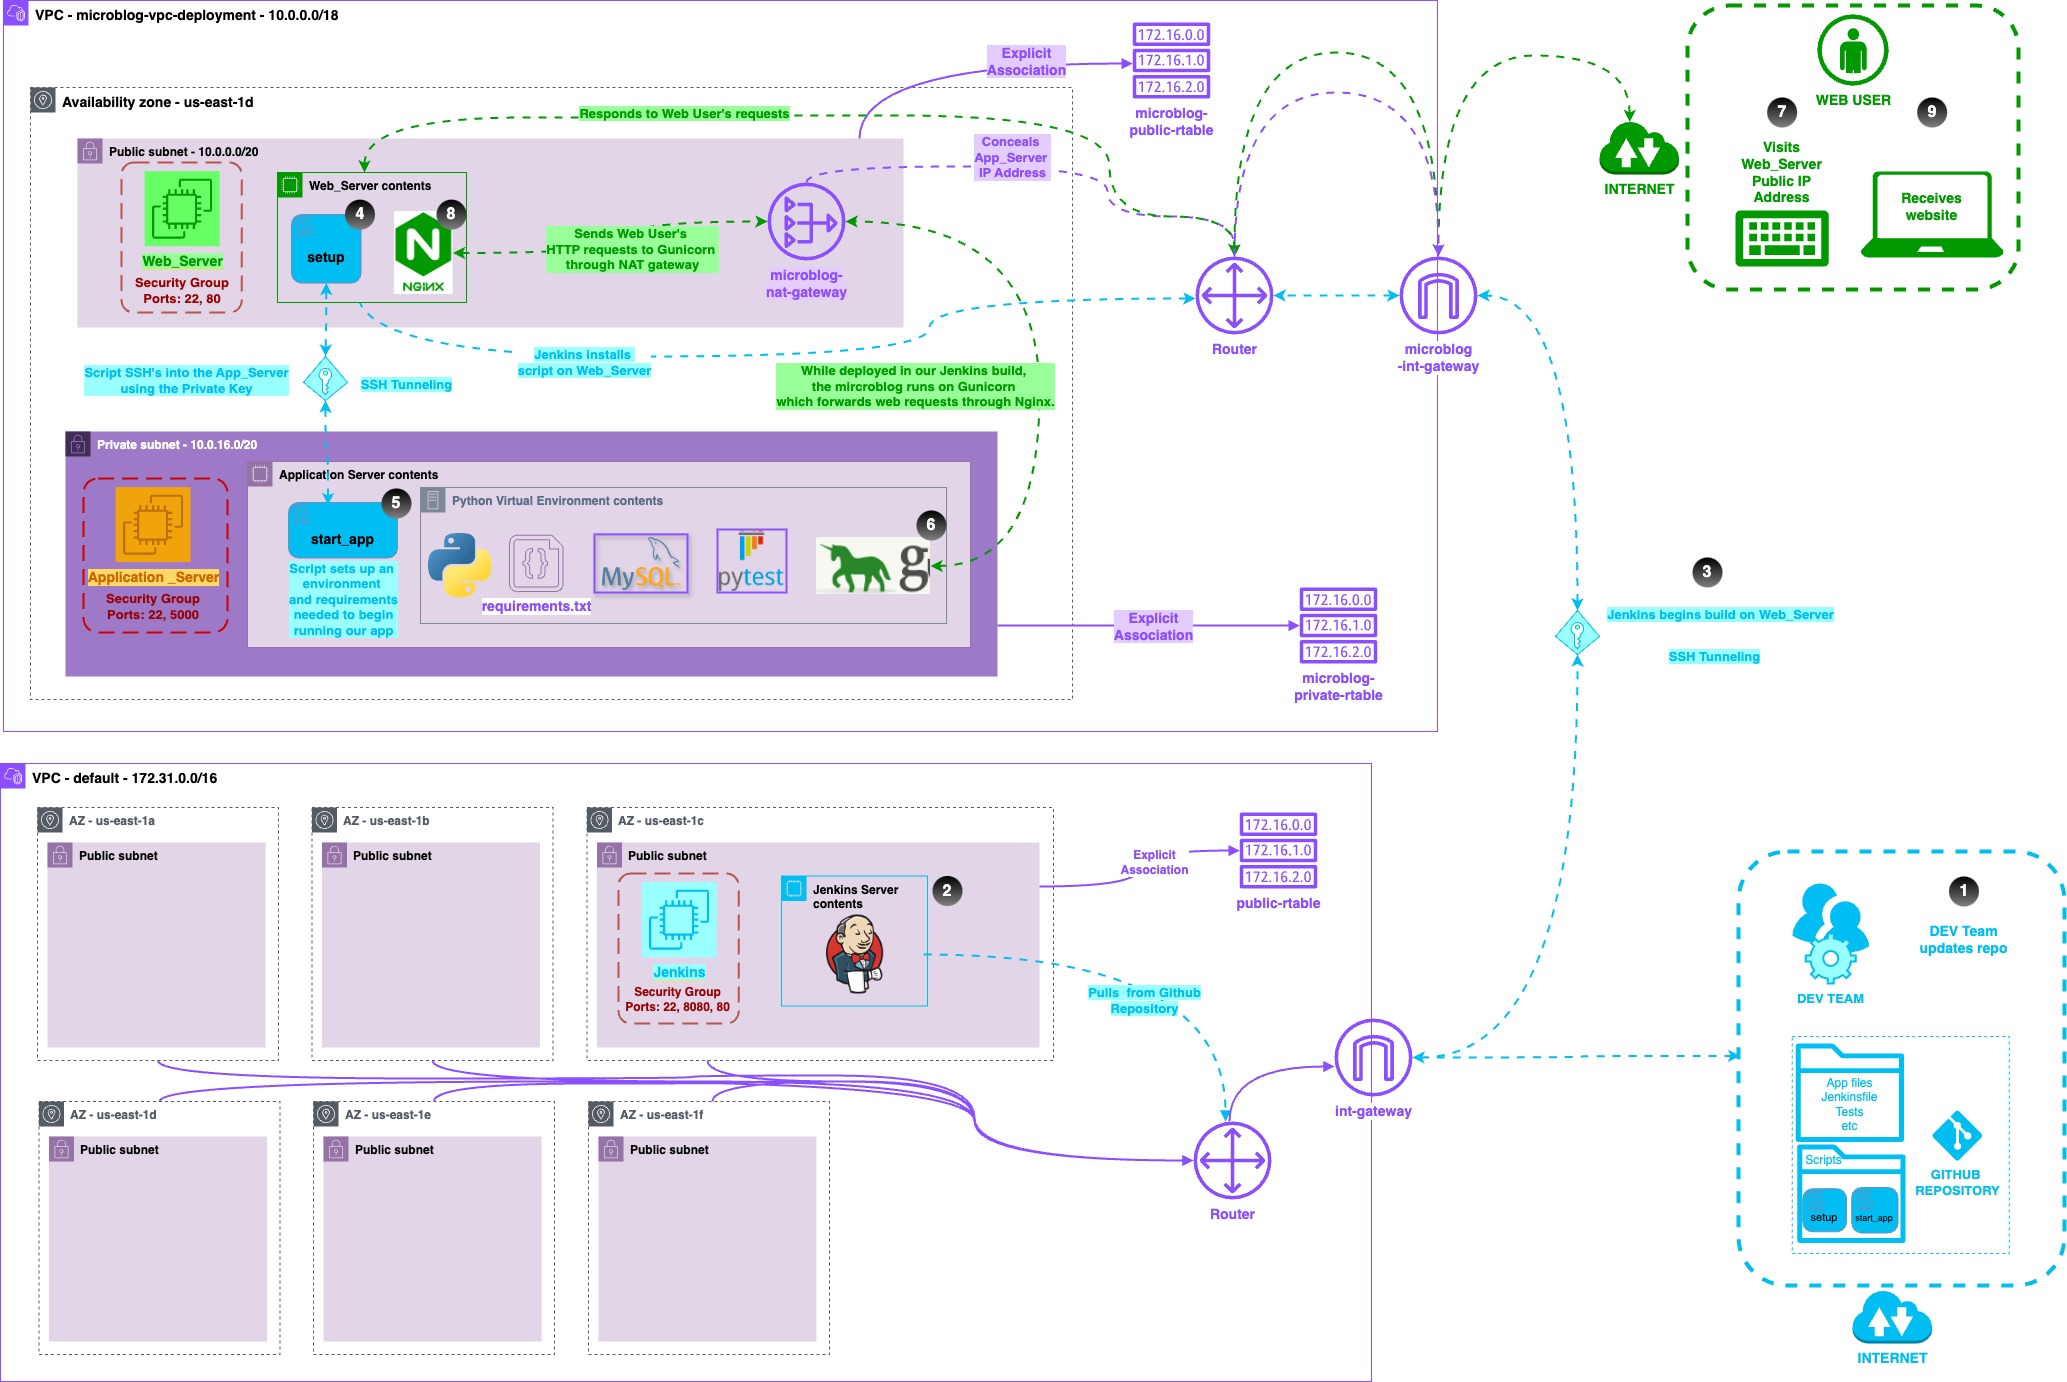 VPC - microblog-vpc-deployment - 10.0.0.0/18
Availability zone - us-east-1d
Public subnet - 10.0.0.0/20
Web_Server
Security Group
Ports: 22, 80
Web_Server contents
4
setup
8
N
NGINX
Responds to Web User's requests
Sends Web User's
HTTP requests to Gunicorn
through NAT gateway
microblog-
nat-gateway
Explicit
Association
172.16.0.0
172.16.1.0
172.16.2.0
microblog-
public-rtable
Conceals
App_Server
IP Address
Router
microblog
-int-gateway
INTERNET
WEB USER
7
9
Visits
Web_Server
Public IP
Address
Receives
website
Script SSH's into the App_Server
using the Private Key
SSH Tunneling
Jenkins installs
script on Web_Server
While deployed in our Jenkins build,
the mircroblog runs on Gunicorn
which forwards web requests through Nginx.
Private subnet - 10.0.16.0/20
Application _Server
Security Group
Ports: 22, 5000
Application Server contents
5
start_app
Script sets up an
environment
and requirements
needed to begin
running our app
Python Virtual Environment contents
requirements.txt
MySQL
pytest
6
g
Explicit
Association
172.16.0.0
172.16.1.0
172.16.2.0
microblog-
private-rtable
3
Jenkins begins build on Web_Server
SSH Tunneling
VPC - default - 172.31.0.0/16
AZ - us-east-1a
Public subnet
AZ - us-east-1b
Public subnet
AZ - us-east-1c
Public subnet
Jenkins
Security Group
Ports: 22, 8080, 80
Jenkins Server
contents
2
Explicit
Association
172.16.0.0
172.16.1.0
172.16.2.0
public-rtable
Pulls  from Github
Repository
int-gateway
Router
AZ - us-east-1d
Public subnet
AZ - us-east-1e
Public subnet
AZ - us-east-1f
Public subnet
1
DEV Team
updates repo
DEV TEAM
App files
Jenkinsfile
Tests
etc
Scripts
setup
start_app
GITHUB
REPOSITORY
INTERNET